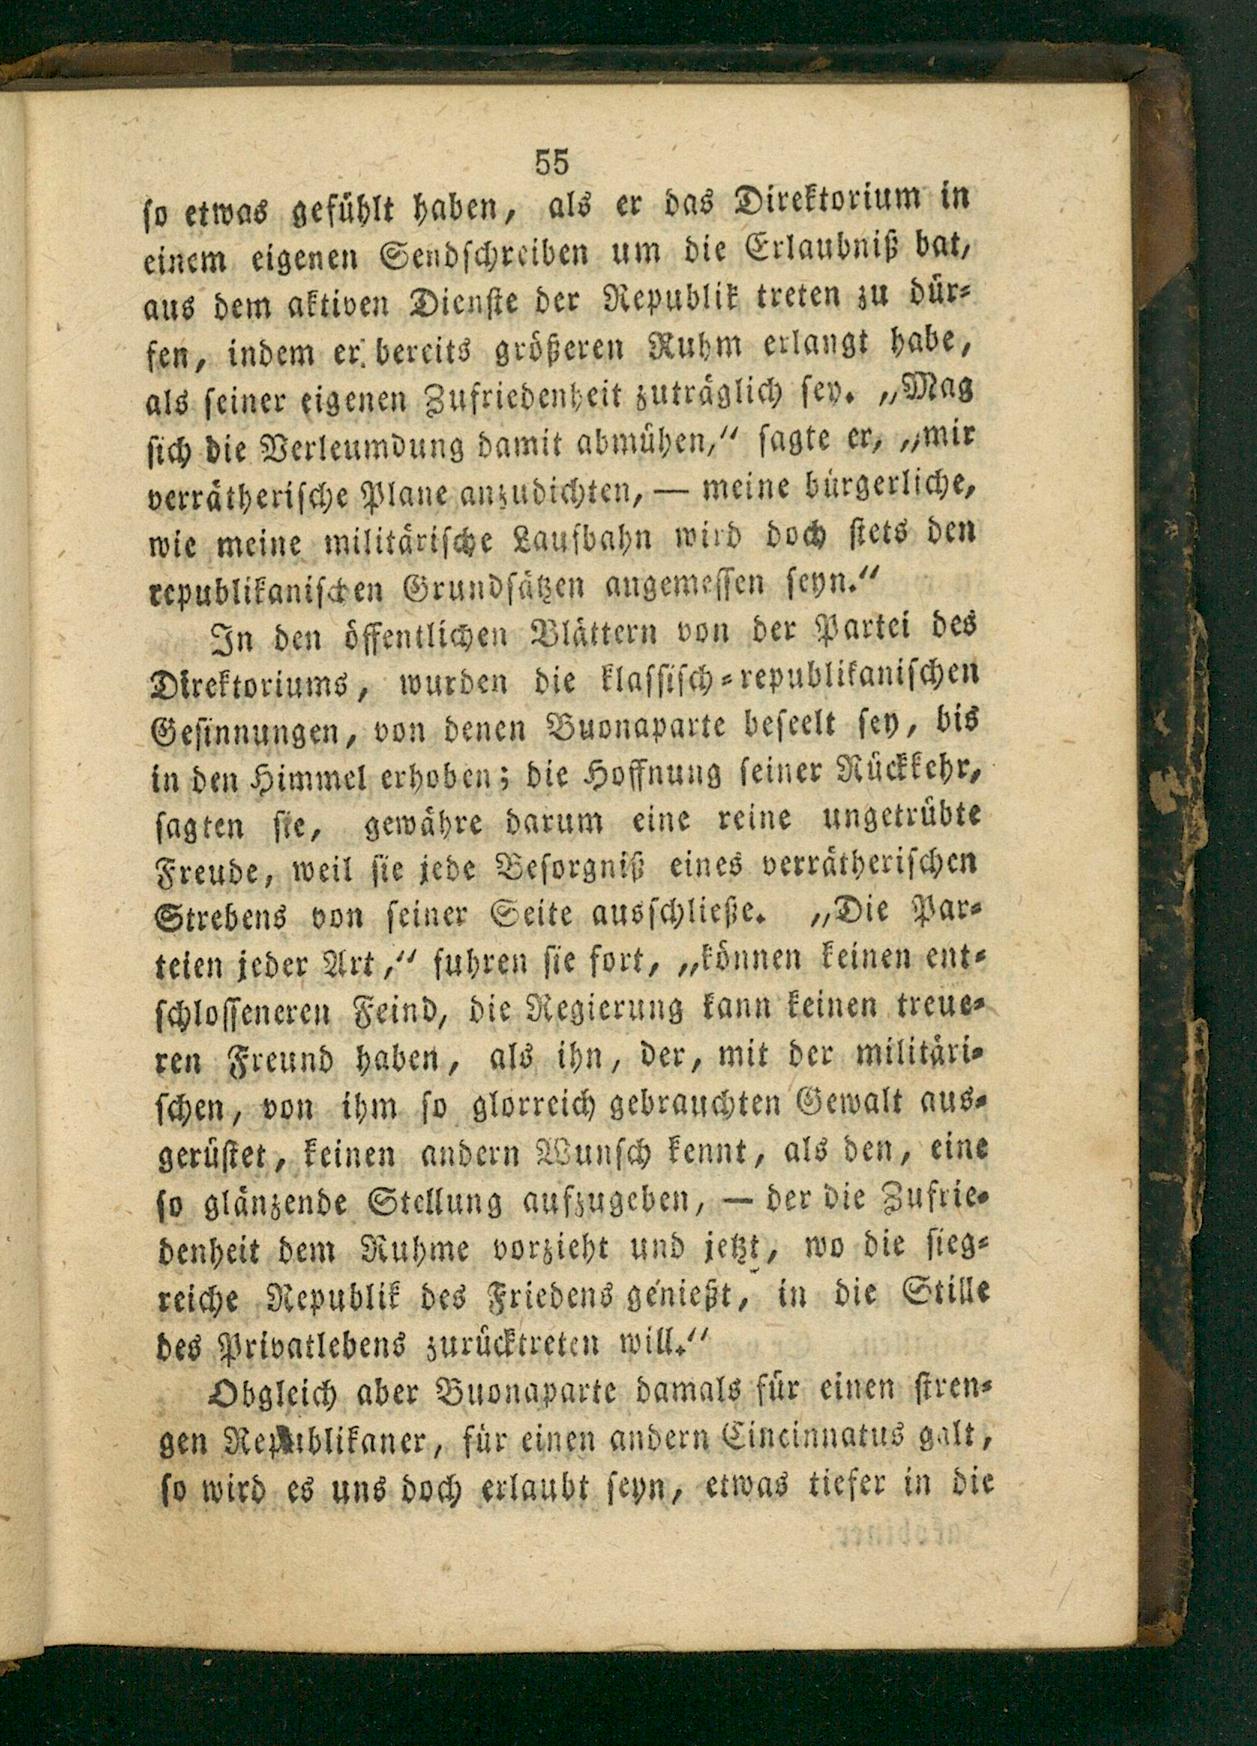 55
so etwas gefühlt haben, als er das Direktorium in
einem eigenen Sendschreiben um die Erlaubniß bat,
aus dem aktiven Dienste der Republik treten zu dür-
fen, indem er bereits größeren Ruhm erlangt habe,
als seiner eigenen Zufriedenheit zuträglich sey. „Mag
sich die Verleumdung damit abmühen,“ sagte er, „mir
verrätherische Plane anzudichten, — meine bürgerliche,
wie meine militärische Laufbahn wird doch stets den
republikanischen Grundsätzen angemessen seyn.“
In den öffentlichen Blättern von der Partei des
Direktoriums, wurden die klassisch-republikanischen
Gesinnungen, von denen Buonaparte beseelt sey, bis
in den Himmel erhoben; die Hoffnung seiner Rückkehr,
sagten sie, gewähre darum eine reine ungetrübte
Freude, weil sie jede Besorgniß eines verrätherischen
Strebens von seiner Seite ausschließe. „Die Par-
teien jeder Art,“ fuhren sie fort, „können keinen ent-
schlosseneren Feind, die Regierung kann keinen treue-
ren Freund haben, als ihn, der, mit der militäri-
schen, von ihm so glorreich gebrauchten Gewalt aus-
gerüstet, keinen andern Wunsch kennt, als den, eine
so glänzende Stellung aufzugeben, — der die Zufrie-
denheit dem Ruhme vorzieht und jetzt, wo die sieg-
reiche Republik des Friedens genießt, in die Stille
des Privatlebens zurücktreten will.“
Obgleich aber Buonaparte damals für einen stren-
gen Republikaner, für einen andern Cincinnatus galt,
so wird es uns doch erlaubt seyn, etwas tiefer in die